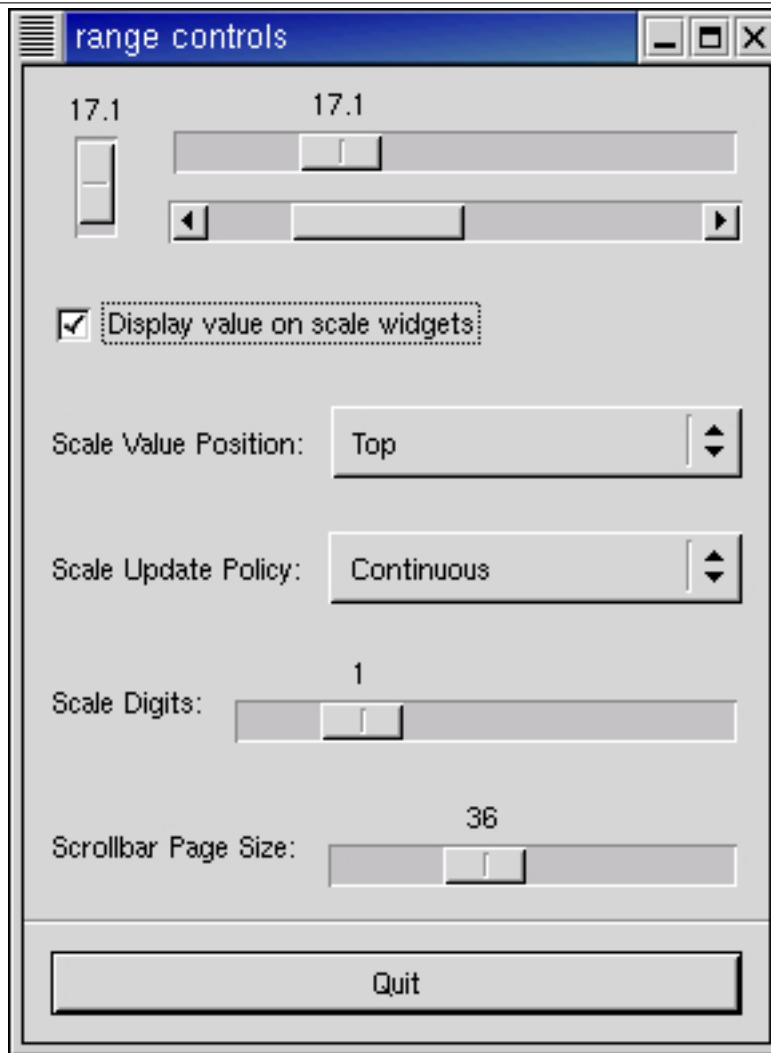 range controls
17.1
17.1
Display value on scale widgets
Scale Value Position: Top
Scale Update Policy: Continuous
1
Scale Digits:
36
Scrollbar Page Size:
Quit